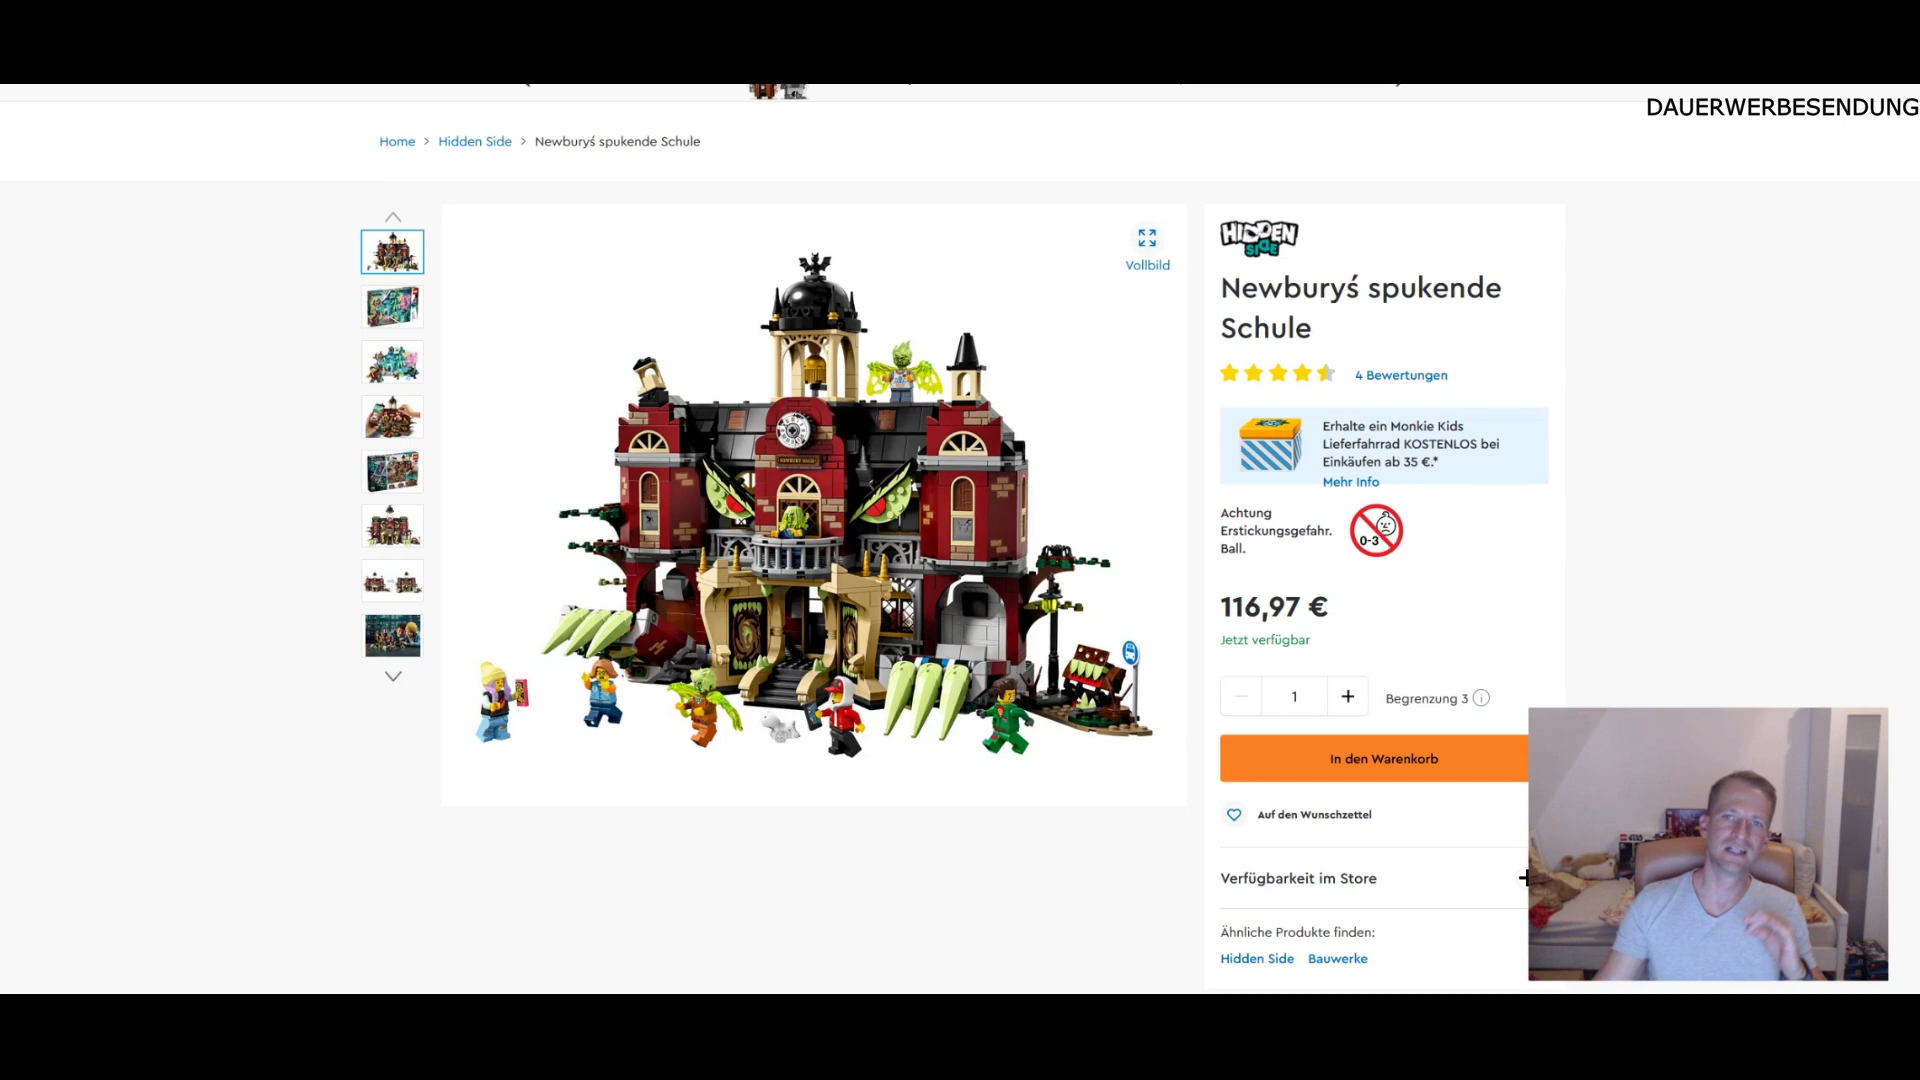 DAUERWERBESENDUNG
Home > Hidden Side > Newburyś spukende Schule
Vollbild
HIDDEN
SIDE
Newburyś spukende
Schule
4 Bewertungen
Erhalte ein Monkie Kids
Lieferfahrrad KOSTENLOS bei
Einkäufen ab 35 €.*
Mehr Info
Achtung
Erstickungsgefahr.
Ball.
0-3
116,97 €
Jetzt verfügbar
1
Begrenzung 3
In den Warenkorb
Auf den Wunschzettel
Verfügbarkeit im Store
Ähnliche Produkte finden:
Hidden Side Bauwerke
NEWBURY HIGH